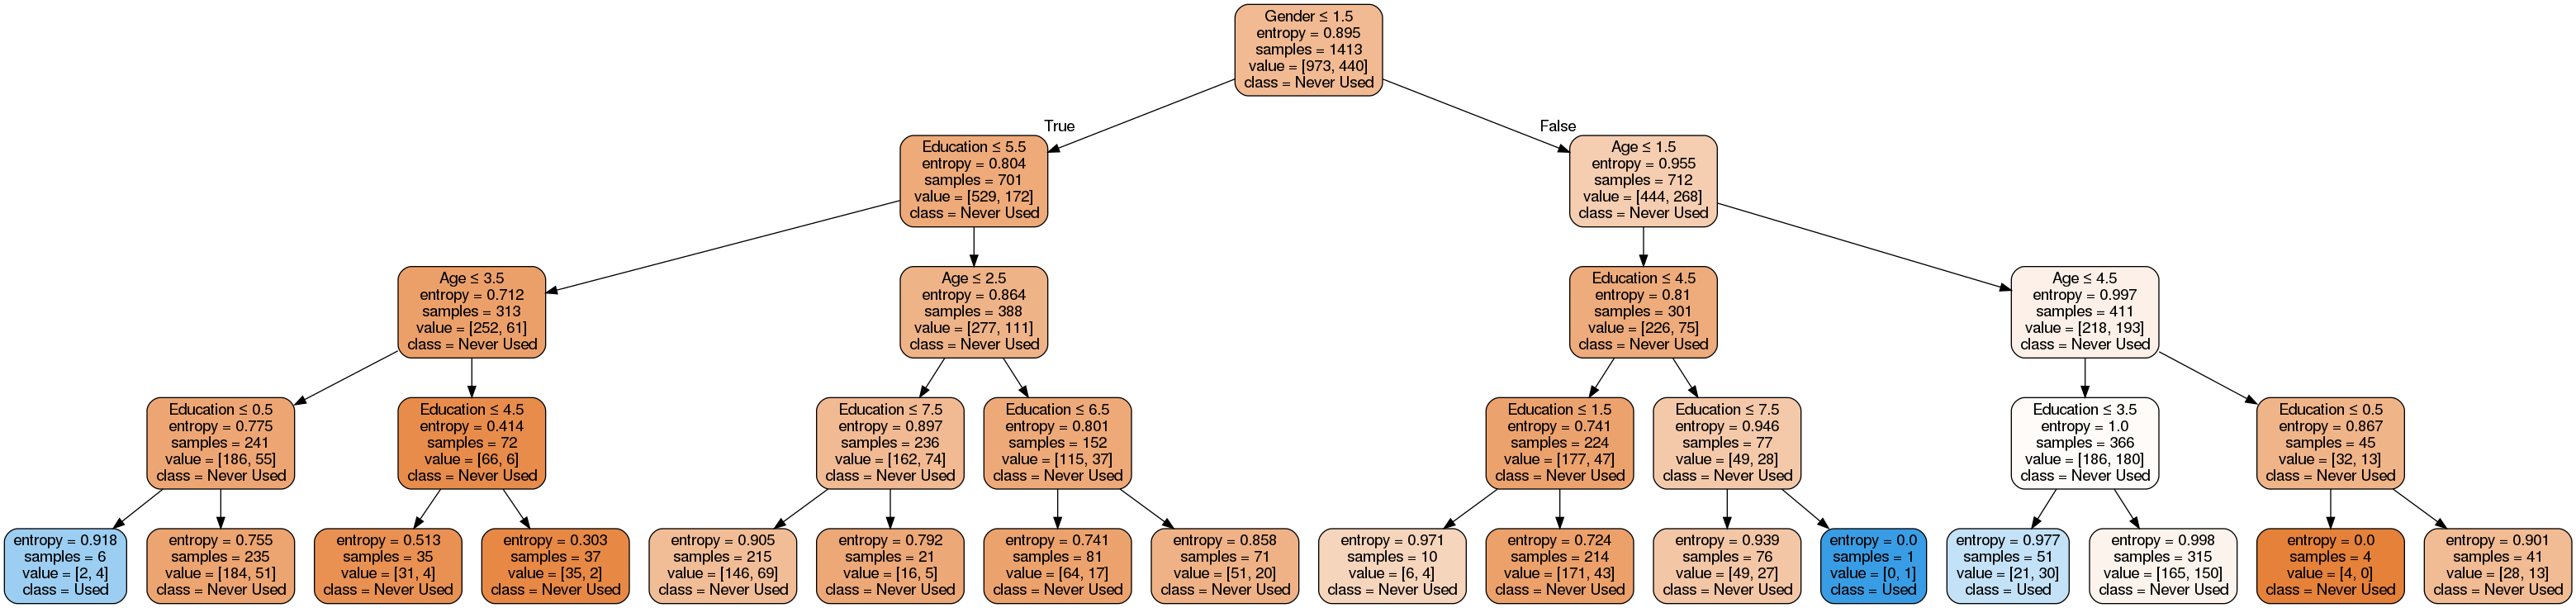 Gender ≤ 1.5
entropy = 0.895
samples = 1413
value = [973, 440]
class = Never Used
True
False
Education ≤ 5.5
entropy = 0.804
samples = 701
value = [529, 172]
class = Never Used
Age ≤ 1.5
entropy = 0.955
samples = 712
value = [444, 268]
class = Never Used
Age ≤ 3.5
entropy = 0.712
samples = 313
value = [252, 61]
class = Never Used
Age ≤ 2.5
entropy = 0.864
samples = 388
value = [277, 111]
class = Never Used
Education ≤ 4.5
entropy = 0.81
samples = 301
value = [226, 75]
class = Never Used
Age ≤ 4.5
entropy = 0.997
samples = 411
value = [218, 193]
class = Never Used
Education ≤ 0.5
entropy = 0.775
samples = 241
value = [186, 55]
class = Never Used
Education ≤ 4.5
entropy = 0.414
samples = 72
value = [66, 6]
class = Never Used
Education ≤ 7.5
entropy = 0.897
samples = 236
value = [162, 74]
class = Never Used
Education ≤ 6.5
entropy = 0.801
samples = 152
value = [115, 37]
class = Never Used
Education ≤ 1.5
entropy = 0.741
samples = 224
value = [177, 47]
class = Never Used
Education ≤ 7.5
entropy = 0.946
samples = 77
value = [49, 28]
class = Never Used
Education ≤ 3.5
entropy = 1.0
samples = 366
value = [186, 180]
class = Never Used
Education ≤ 0.5
entropy = 0.867
samples = 45
value = [32, 13]
class = Never Used
entropy = 0.918
samples = 6
value = [2, 4]
class = Used
entropy = 0.755
samples = 235
value = [184, 51]
class = Never Used
entropy = 0.513
samples = 35
value = [31, 4]
class = Never Used
entropy = 0.303
samples = 37
value = [35, 2]
class = Never Used
entropy = 0.905
samples = 215
value = [146, 69]
class = Never Used
entropy = 0.792
samples = 21
value = [16, 5]
class = Never Used
entropy = 0.741
samples = 81
value = [64, 17]
class = Never Used
entropy = 0.858
samples = 71
value = [51, 20]
class = Never Used
entropy = 0.971
samples = 10
value = [6, 4]
class = Never Used
entropy = 0.724
samples = 214
value = [171, 43]
class = Never Used
entropy = 0.939
samples = 76
value = [49, 27]
class = Never Used
entropy = 0.0
samples = 1
value = [0, 1]
class = Used
entropy = 0.977
samples = 51
value = [21, 30]
class = Used
entropy = 0.998
samples = 315
value = [165, 150]
class = Never Used
entropy = 0.0
samples = 4
value = [4, 0]
class = Never Used
entropy = 0.901
samples = 41
value = [28, 13]
class = Never Used